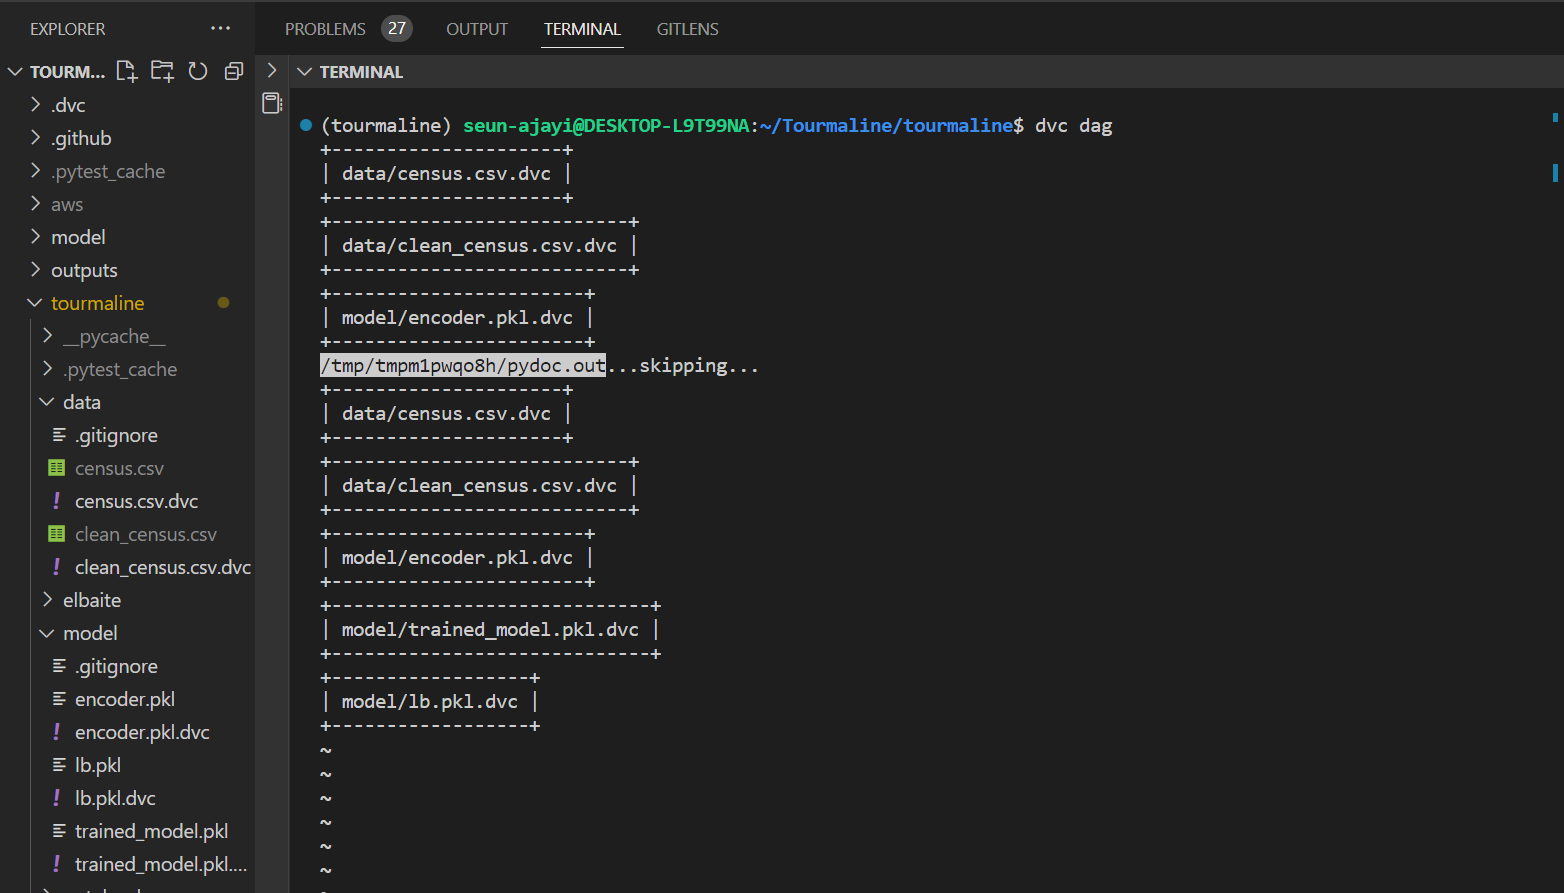 EXPLORER ...
TOURM...
.dvc
.github
.pytest_cache
aws
model
outputs
tourmaline
__pycache__
.pytest_cache
data
.gitignore
census.csv
! census.csv.dvc
clean_census.csv
! clean_census.csv.dvc
elbaite
model
.gitignore
encoder.pkl
! encoder.pkl.dvc
lb.pkl
! lb.pkl.dvc
trained_model.pkl
! trained_model.pkl....
PROBLEMS 27 OUTPUT TERMINAL GITLENS
TERMINAL
(tourmaline) seun-ajayi@DESKTOP-L9T99NA:~/Tourmaline/tourmaline$ dvc dag
+---------------------+
| data/census.csv.dvc |
+---------------------+
+---------------------------+
| data/clean_census.csv.dvc |
+---------------------------+
+-----------------------+
| model/encoder.pkl.dvc |
+-----------------------+
/tmp/tmpm1pwqo8h/pydoc.out...skipping...
+---------------------+
| data/census.csv.dvc |
+---------------------+
+---------------------------+
| data/clean_census.csv.dvc |
+---------------------------+
+-----------------------+
| model/encoder.pkl.dvc |
+-----------------------+
+-----------------------------+
| model/trained_model.pkl.dvc |
+-----------------------------+
+------------------+
| model/lb.pkl.dvc |
+------------------+
~
~
~
~
~
~